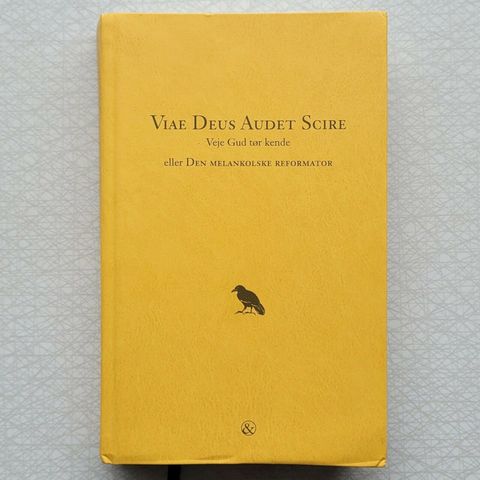 Viae Deus Audet Scire
Veje Gud tør kende
eller Den melankolske reformator
&